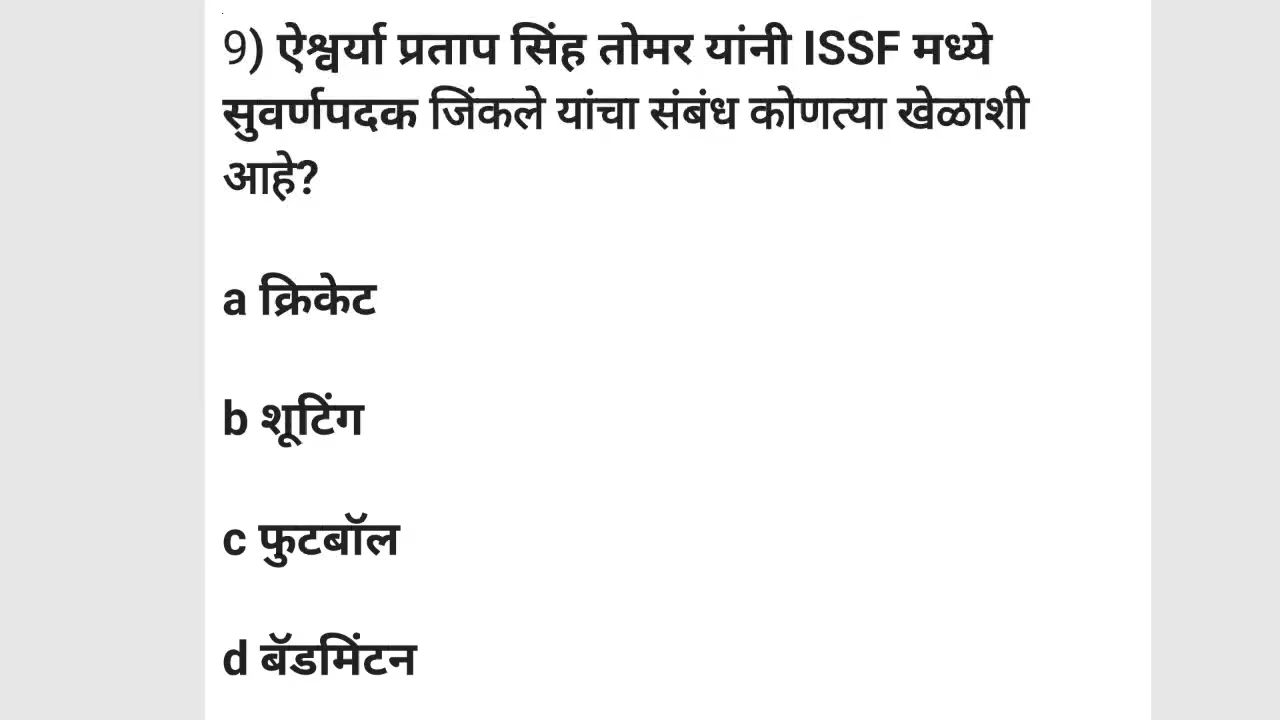 9) ऐश्वर्या प्रताप सिंह तोमर यांनी ISSF मध्ये
सुवर्णपदक जिंकले यांचा संबंध कोणत्या खेळाशी
आहे?
a क्रिकेट
b शूटिंग
c फुटबॉल
d बॅडमिंटन